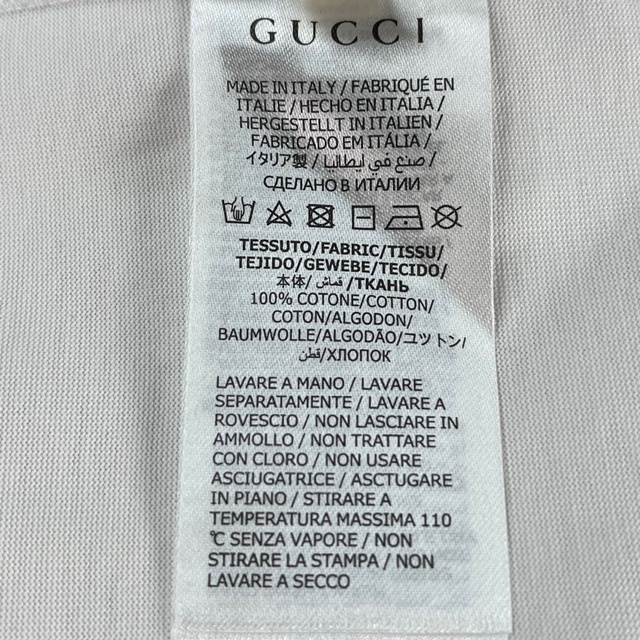 GUCCI
MADE IN ITALY / FABRIQUÉ EN
ITALIE / HECHO EN ITALIA /
HERGESTELLT IN ITALIEN /
FABRICADO EM ITÁLIA /
イタリア製 / صنع في ايطاليا /
СДЕЛАНО В ИТАЛИИ
TESSUTO/FABRIC/TISSU/
TEJIDO/GEWEBE/TECIDO/
本体/ قماش /ТКАНЬ
100% COTONE/COTTON/
COTON/ALGODON/
BAUMWOLLE/ALGODÃO/コットン/
قطن/ХЛОПОК
LAVARE A MANO / LAVARE
SEPARATAMENTE / LAVARE A
ROVESCIO / NON LASCIARE IN
AMMOLLO / NON TRATTARE
CON CLORO / NON USARE
ASCIUGATRICE / ASCTUGARE
IN PIANO / STIRARE A
TEMPERATURA MASSIMA 110
℃ SENZA VAPORE / NON
STIRARE LA STAMPA / NON
LAVARE A SECCO